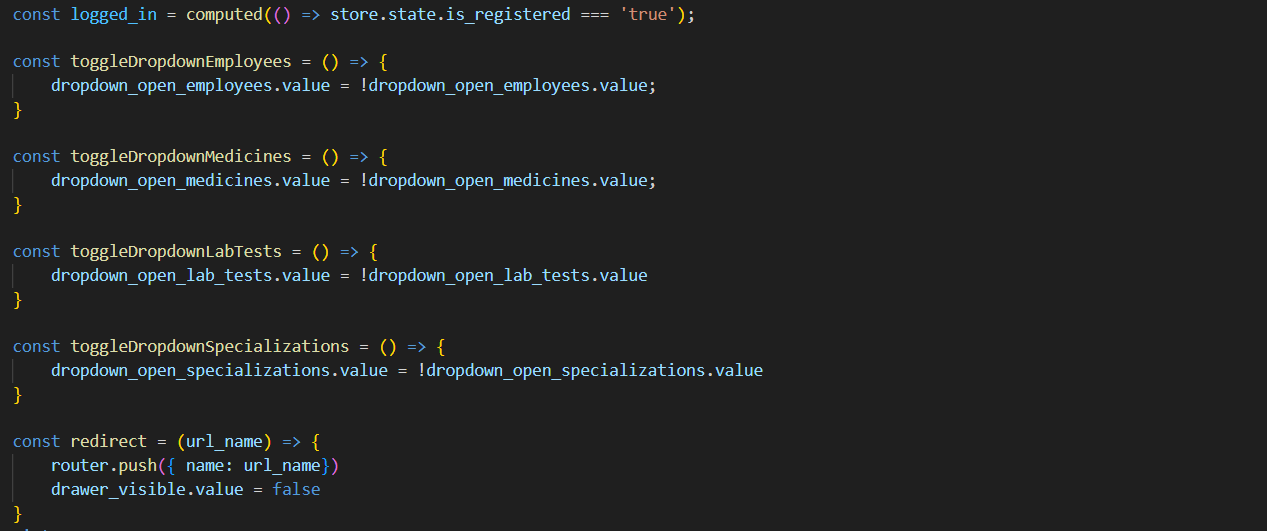 const logged_in = computed(() => store.state.is_registered === 'true');
const toggleDropdownEmployees = () => {
dropdown_open_employees.value = !dropdown_open_employees.value;
}
const toggleDropdownMedicines = () => {
dropdown_open_medicines.value = !dropdown_open_medicines.value;
}
const toggleDropdownLabTests = () => {
dropdown_open_lab_tests.value = !dropdown_open_lab_tests.value
}
const toggleDropdownSpecializations = () => {
dropdown_open_specializations.value = !dropdown_open_specializations.value
}
const redirect = (url_name) => {
router.push({ name: url_name})
drawer_visible.value = false
}